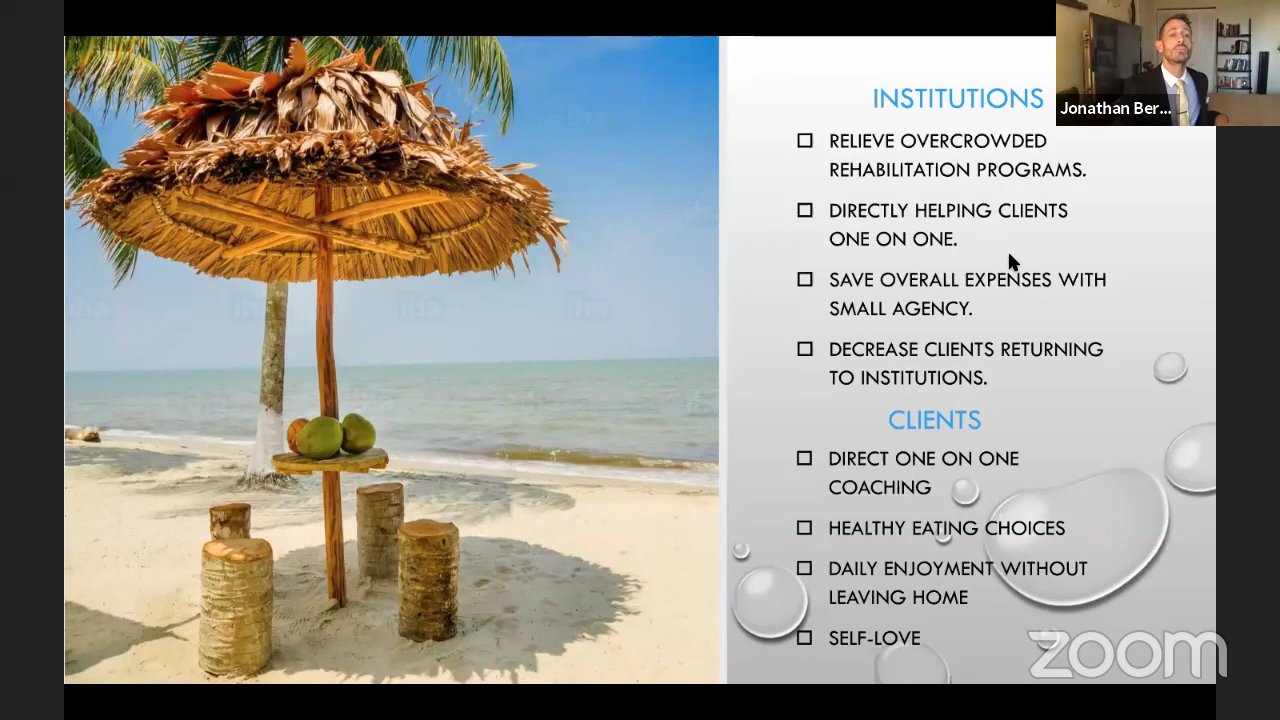 Jonathan Ber...
INSTITUTIONS
RELIEVE OVERCROWDED
REHABILITATION PROGRAMS.
DIRECTLY HELPING CLIENTS
ONE ON ONE.
SAVE OVERALL EXPENSES WITH
SMALL AGENCY.
DECREASE CLIENTS RETURNING
TO INSTITUTIONS.
CLIENTS
DIRECT ONE ON ONE
COACHING
HEALTHY EATING CHOICES
DAILY ENJOYMENT WITHOUT
LEAVING HOME
SELF-LOVE
zoom